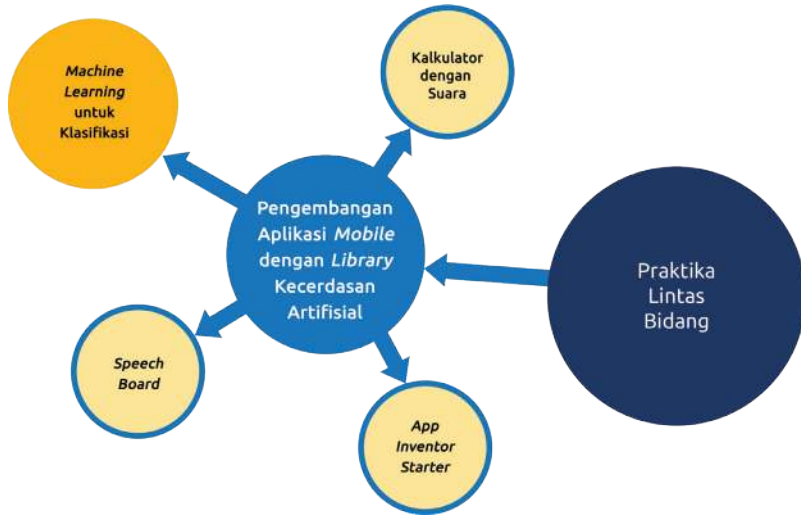 Machine
Learning
untuk
Klasifikasi
Kalkulator
dengan
Suara
Pengembangan
Aplikasi Mobile
dengan Library
Kecerdasan
Artifisial
Praktika
Lintas
Bidang
Speech
Board
App
Inventor
Starter